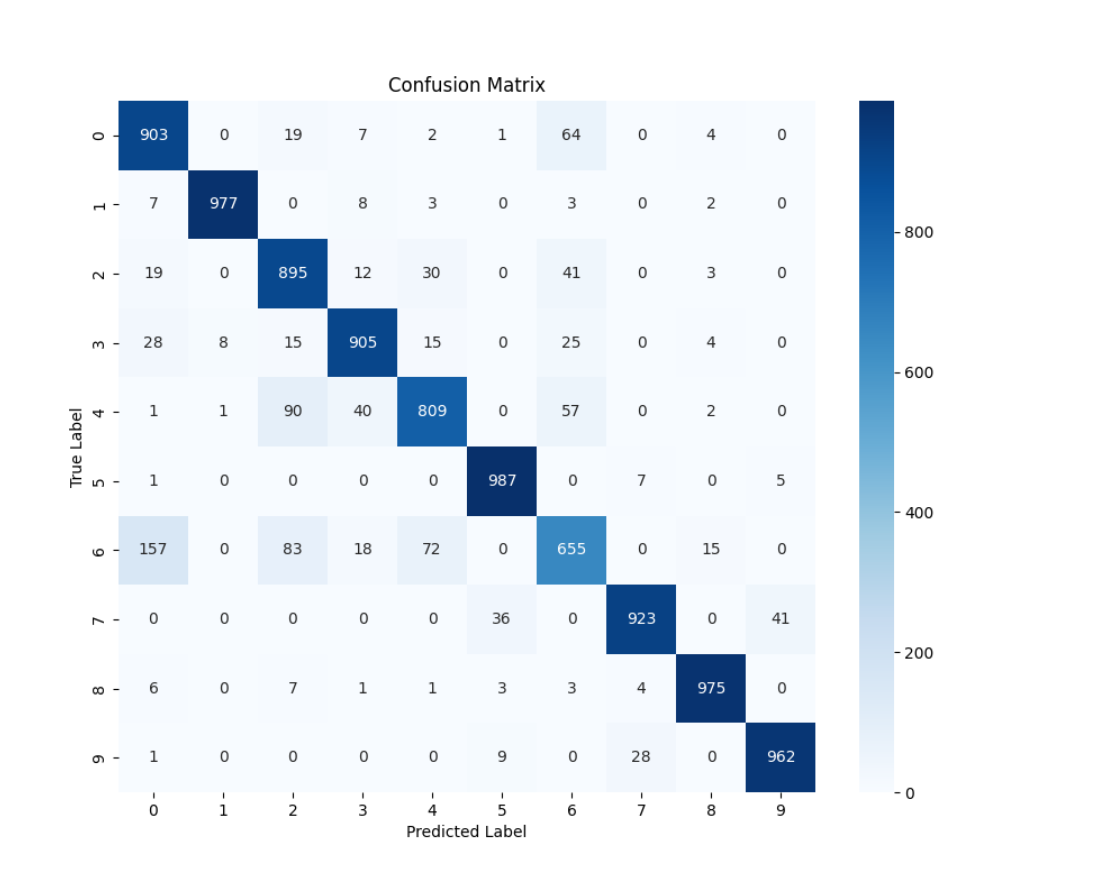 Confusion Matrix
0 903 0 19 7 2 1 64 0 4 0
1 7 977 0 8 3 0 3 0 2 0
2 19 0 895 12 30 0 41 0 3 0
3 28 8 15 905 15 0 25 0 4 0
4 1 1 90 40 809 0 57 0 2 0
5 1 0 0 0 0 987 0 7 0 5
6 157 0 83 18 72 0 655 0 15 0
7 0 0 0 0 0 36 0 923 0 41
8 6 0 7 1 1 3 3 4 975 0
9 1 0 0 0 0 9 0 28 0 962
0 1 2 3 4 5 6 7 8 9
Predicted Label
True Label
800
600
400
200
0